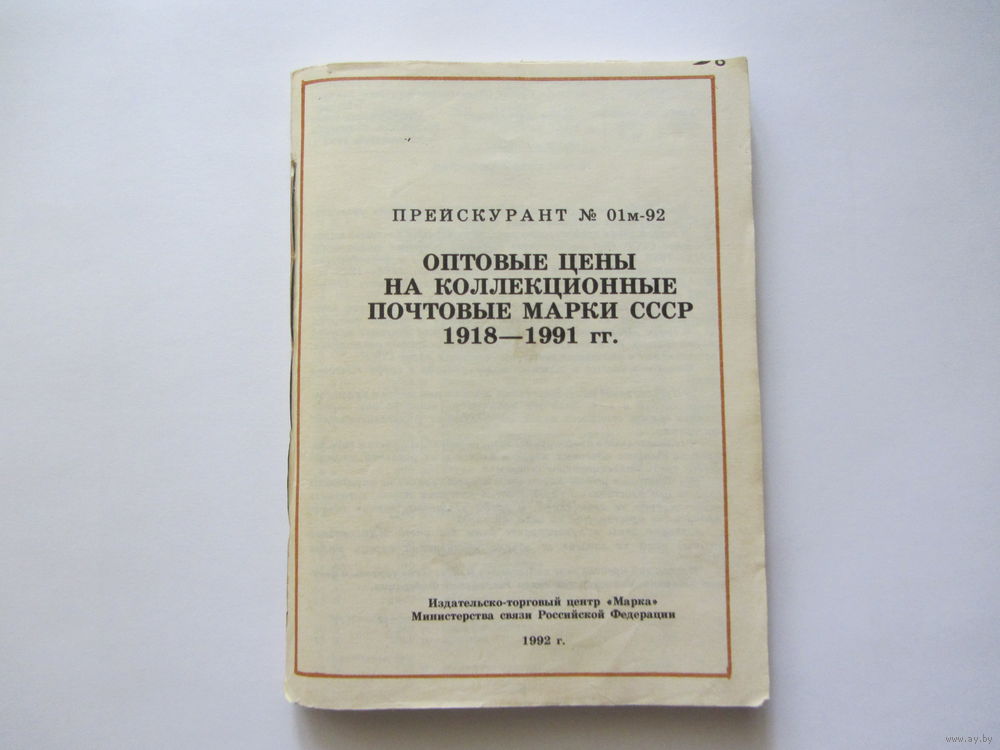 ПРЕЙСКУРАНТ № 01м-92
ОПТОВЫЕ ЦЕНЫ
НА КОЛЛЕКЦИОННЫЕ
ПОЧТОВЫЕ МАРКИ СССР
1918—1991 гг.
Издательско-торговый центр «Марка»
Министерства связи Российской Федерации
1992 г.
www.ay.by